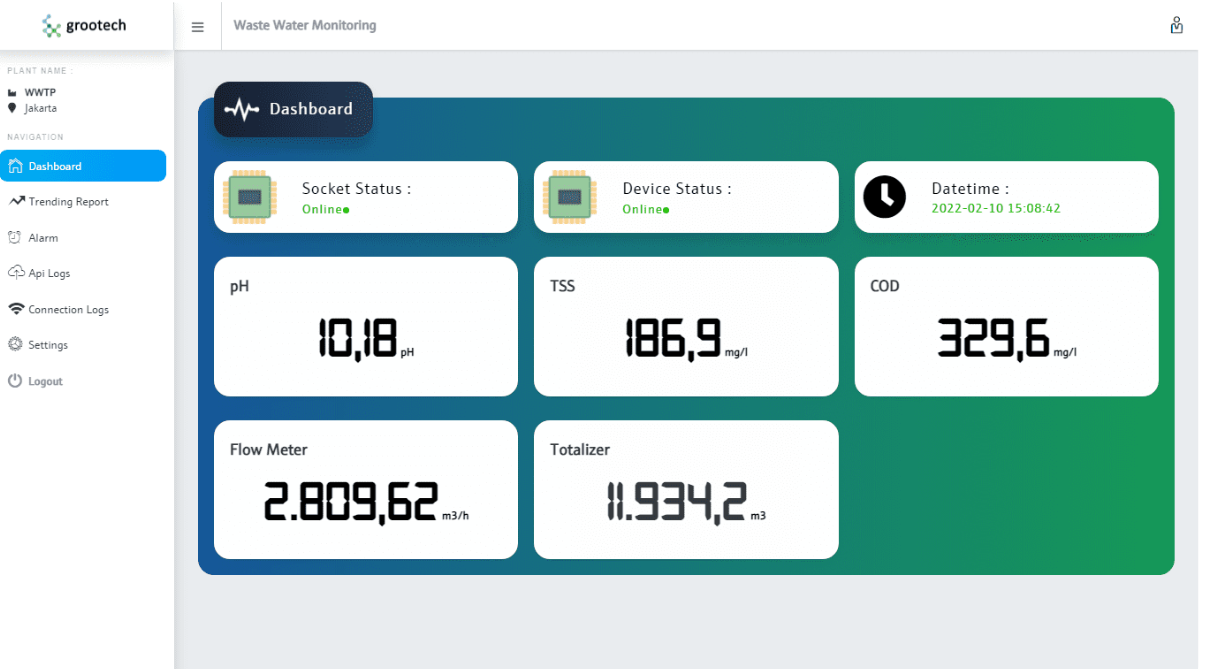 grootech
Waste Water Monitoring
PLANT NAME :
WWTP
Jakarta
NAVIGATION
Dashboard
Trending Report
Alarm
Api Logs
Connection Logs
Settings
Logout
Dashboard
Socket Status :
Online
Device Status :
Online
Datetime :
2022-02-10 15:08:42
pH
10,18 pH
TSS
186,9 mg/l
COD
329,6 mg/l
Flow Meter
2.809,62 m3/h
Totalizer
11.934,2 m3